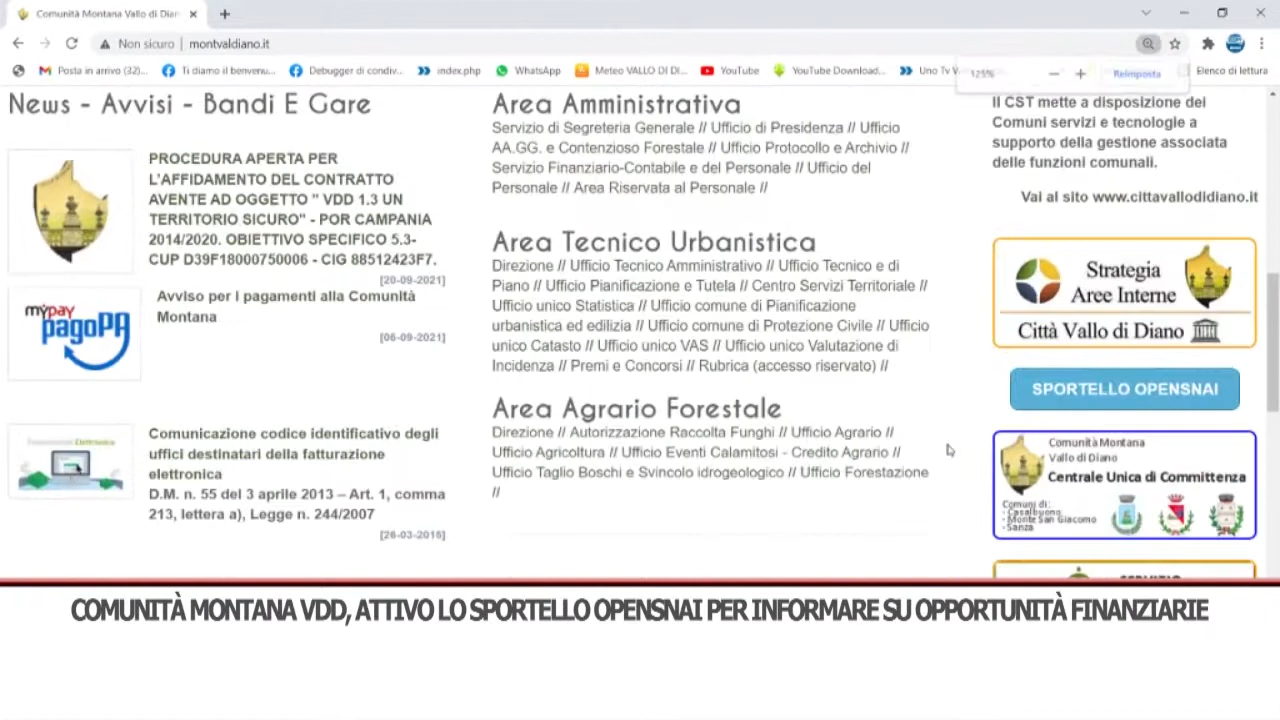 Comunità Montana Vallo di Dian
Non sicuro | montvaldiano.it
Posta in arrivo (32)...
Ti diamo il benvenu...
Debugger di condiv...
index.php
WhatsApp
Meteo VALLO DI DI...
YouTube
YouTube Download...
Uno Tv
125%
Reimposta
Elenco di lettura
News - Avvisi - Bandi E Gare
PROCEDURA APERTA PER
L'AFFIDAMENTO DEL CONTRATTO
AVENTE AD OGGETTO " VDD 1.3 UN
TERRITORIO SICURO" - POR CAMPANIA
2014/2020. OBIETTIVO SPECIFICO 5.3-
CUP D39F18000750006 - CIG 88512423F7.
[20-09-2021]
mypay
pagoPA
Avviso per i pagamenti alla Comunità
Montana
[06-09-2021]
Elettronica
Comunicazione codice identificativo degli
uffici destinatari della fatturazione
elettronica
D.M. n. 55 del 3 aprile 2013 – Art. 1, comma
213, lettera a), Legge n. 244/2007
[26-03-2015]
Area Amministrativa
Servizio di Segreteria Generale // Ufficio di Presidenza // Ufficio
AA.GG. e Contenzioso Forestale // Ufficio Protocollo e Archivio //
Servizio Finanziario-Contabile e del Personale // Ufficio del
Personale // Area Riservata al Personale //
Area Tecnico Urbanistica
Direzione // Ufficio Tecnico Amministrativo // Ufficio Tecnico e di
Piano // Ufficio Pianificazione e Tutela // Centro Servizi Territoriale //
Ufficio unico Statistica // Ufficio comune di Pianificazione
urbanistica ed edilizia // Ufficio comune di Protezione Civile // Ufficio
unico Catasto // Ufficio unico VAS // Ufficio unico Valutazione di
Incidenza // Premi e Concorsi // Rubrica (accesso riservato) //
Area Agrario Forestale
Direzione // Autorizzazione Raccolta Funghi // Ufficio Agrario //
Ufficio Agricoltura // Ufficio Eventi Calamitosi - Credito Agrario //
Ufficio Taglio Boschi e Svincolo idrogeologico // Ufficio Forestazione
//
Il CST mette a disposizione dei
Comuni servizi e tecnologie a
supporto della gestione associata
delle funzioni comunali.
Vai al sito www.cittavallodidiano.it
Strategia
Aree Interne
Città Vallo di Diano
SPORTELLO OPENSNAI
Comunità Montana
Vallo di Diano
Centrale Unica di Committenza
Comuni di:
- Casalbuono
- Monte San Giacomo
- Sanza
COMUNITÀ MONTANA VDD, ATTIVO LO SPORTELLO OPENSNAI PER INFORMARE SU OPPORTUNITÀ FINANZIARIE